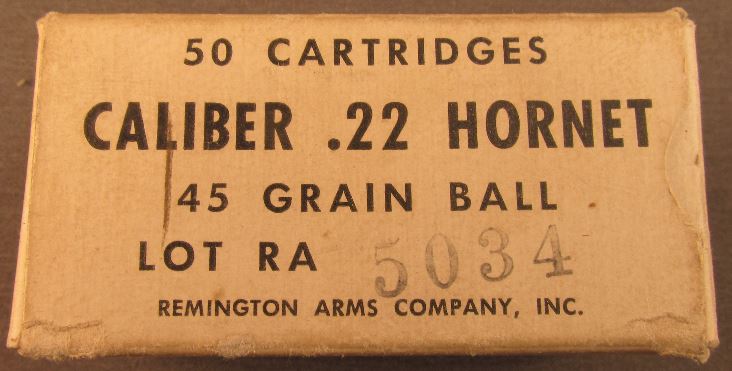 50 CARTRIDGES
CALIBER .22 HORNET
45 GRAIN BALL
LOT RA 5034
REMINGTON ARMS COMPANY, INC.